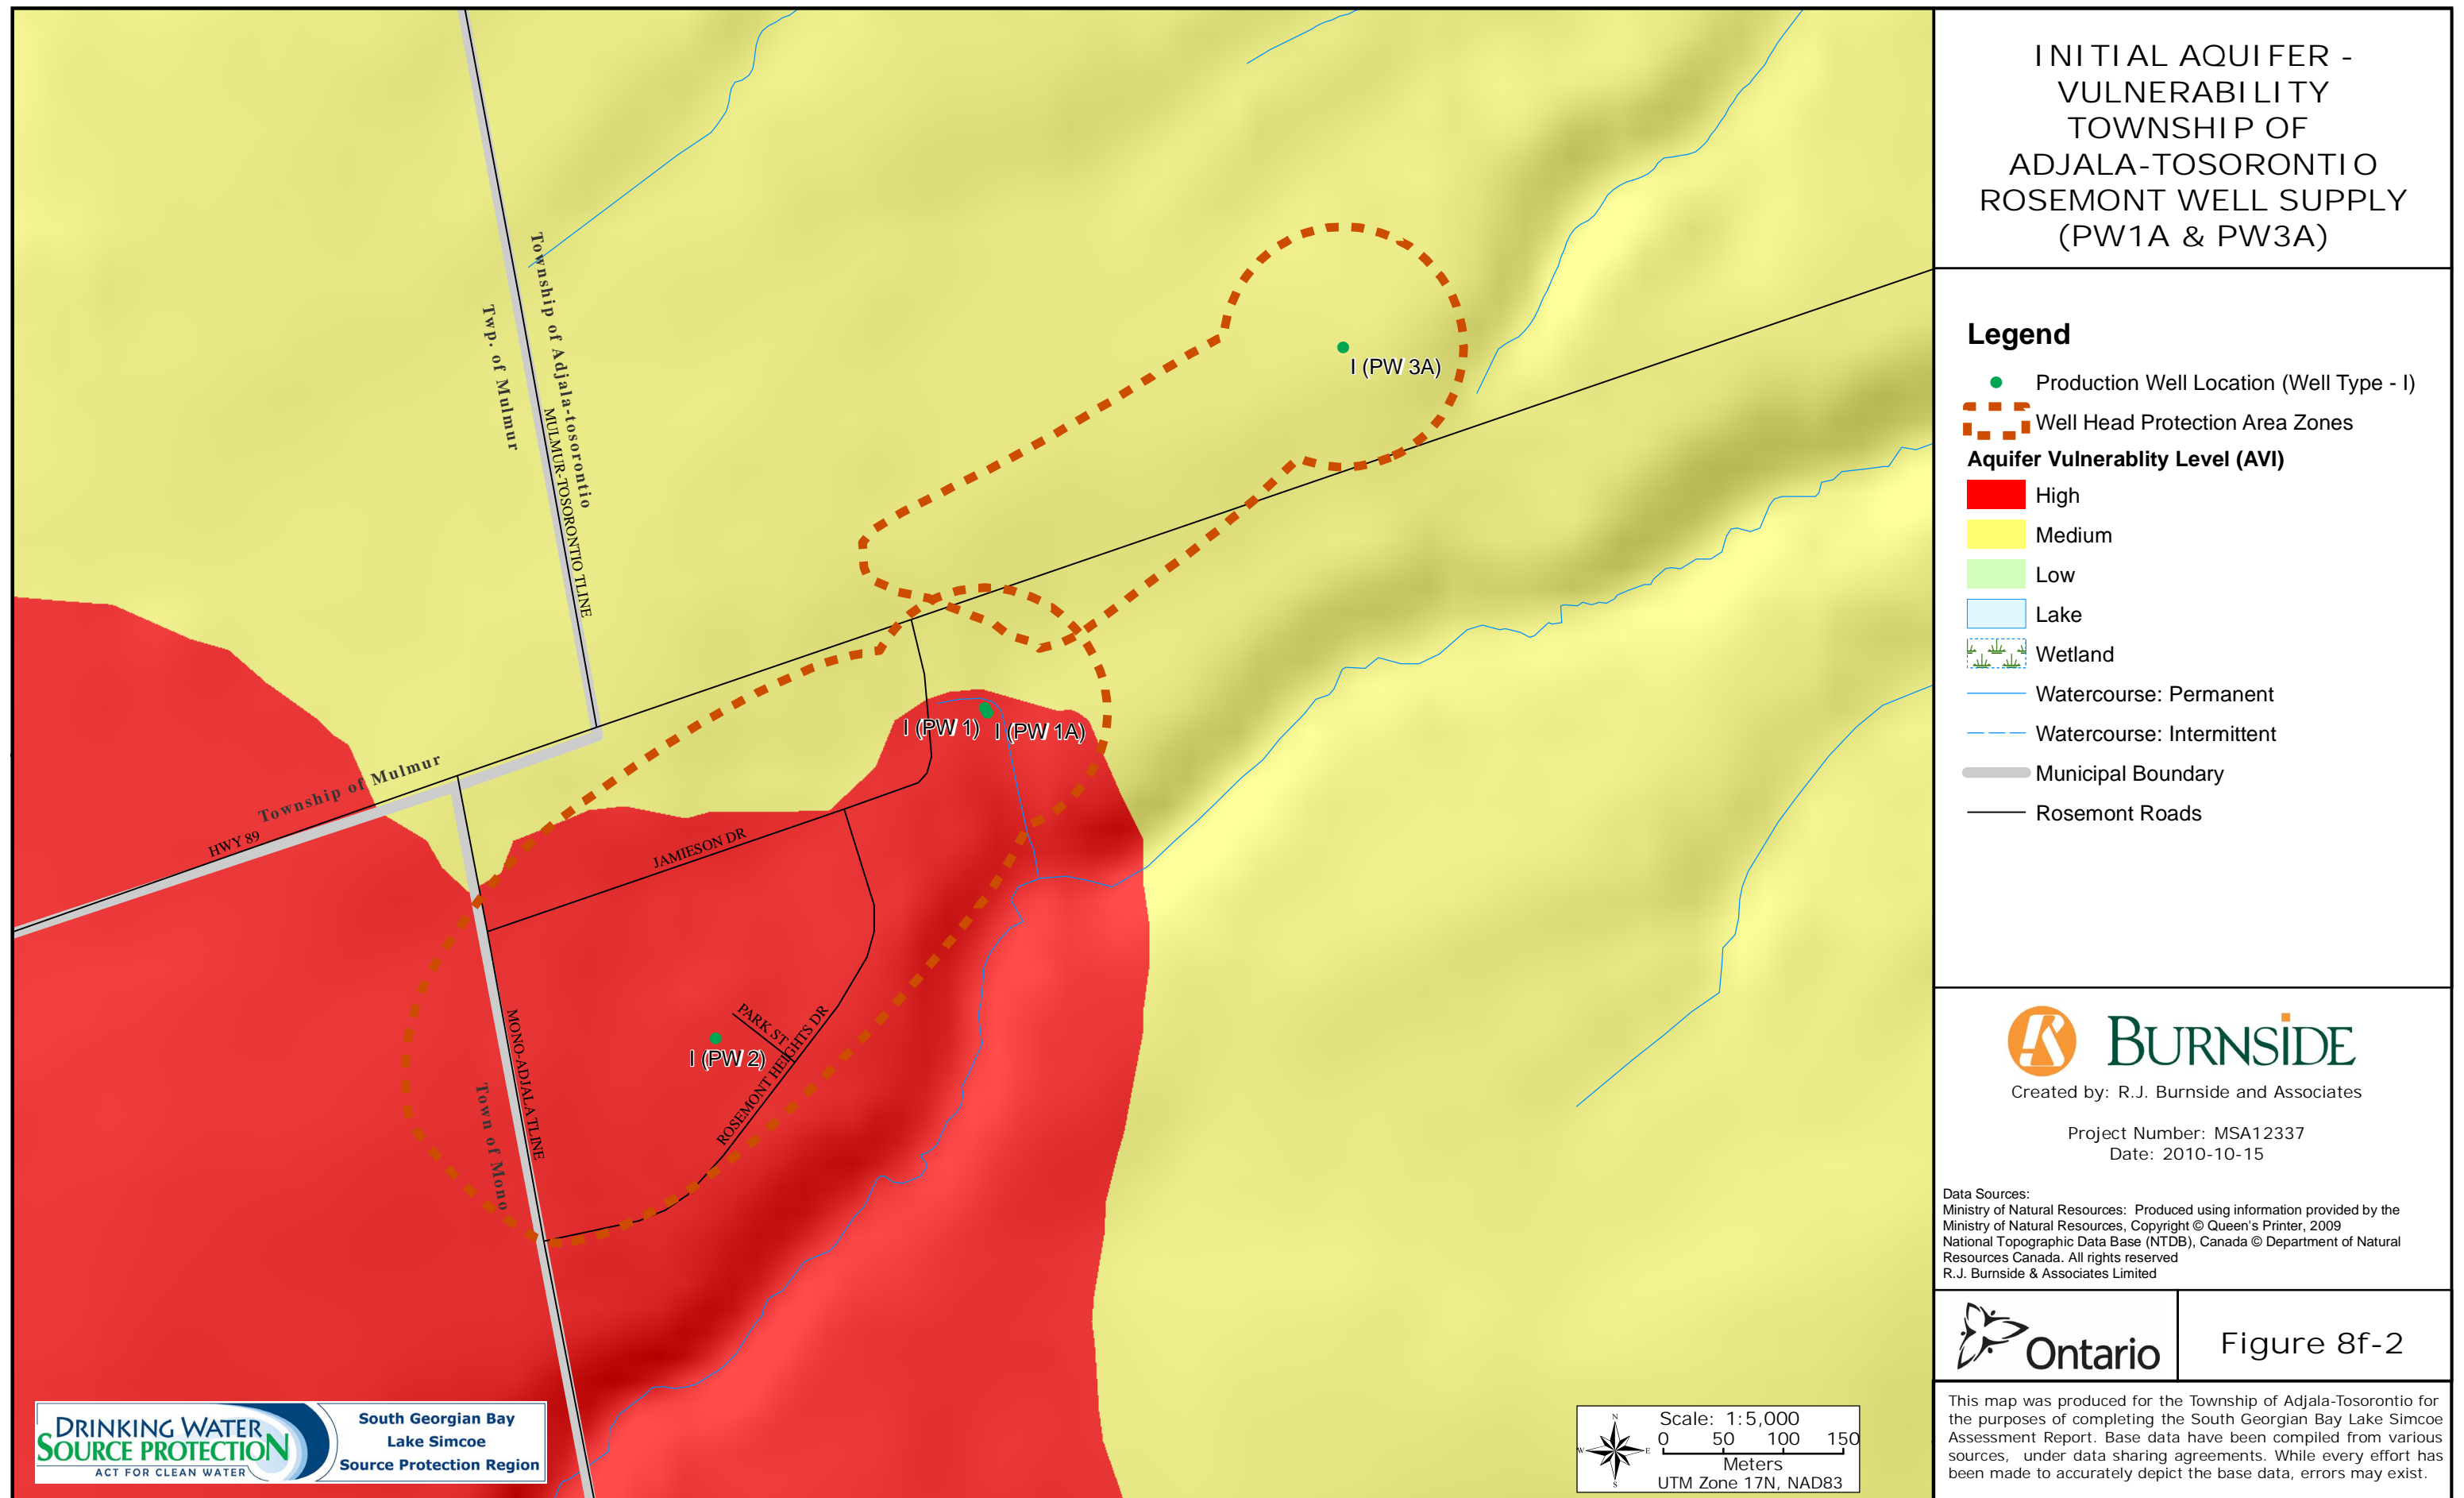 INITIAL AQUIFER -
VULNERABILITY
TOWNSHIP OF
ADJALA-TOSORONTIO
ROSEMONT WELL SUPPLY
(PW1A & PW3A)
Legend
Production Well Location (Well Type - I)
Well Head Protection Area Zones
Aquifer Vulnerablity Level (AVI)
High
Medium
Low
Lake
Wetland
Watercourse: Permanent
Watercourse: Intermittent
Municipal Boundary
Rosemont Roads
BURNSIDE
Created by: R.J. Burnside and Associates
Project Number: MSA12337
Date: 2010-10-15
Data Sources:
Ministry of Natural Resources: Produced using information provided by the
Ministry of Natural Resources, Copyright © Queen's Printer, 2009
National Topographic Data Base (NTDB), Canada © Department of Natural
Resources Canada. All rights reserved
R.J. Burnside & Associates Limited
Ontario
Figure 8f-2
This map was produced for the Township of Adjala-Tosorontio for
the purposes of completing the South Georgian Bay Lake Simcoe
Assessment Report. Base data have been compiled from various
sources, under data sharing agreements. While every effort has
been made to accurately depict the base data, errors may exist.
Township of Adjala-tosorontio
Twp. of Mulmur
MULMUR-TOSORONTIO TLINE
I (PW 3A)
I (PW 1)
I (PW 1A)
Township of Mulmur
HWY 89
JAMIESON DR
PARK ST
I (PW 2)
ROSEMONT HEIGHTS DR
MONO-ADJALA TLINE
Town of Mono
DRINKING WATER
SOURCE PROTECTION
ACT FOR CLEAN WATER
South Georgian Bay
Lake Simcoe
Source Protection Region
N
W
E
S
Scale: 1:5,000
0 50 100 150
Meters
UTM Zone 17N, NAD83